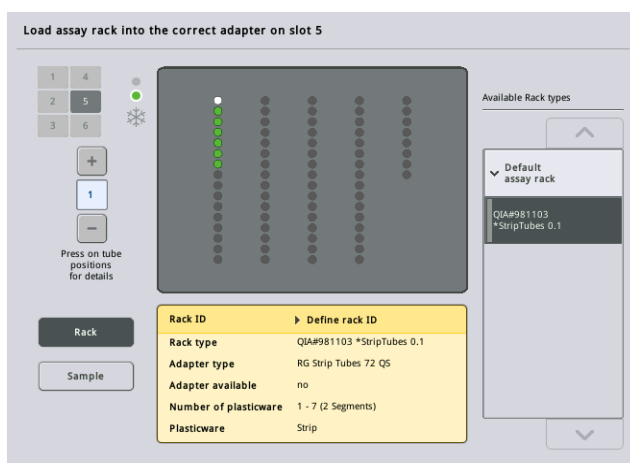 Load assay rack into the correct adapter on slot 5
1 4
2 5
3 6
+
1
−
Press on tube
positions
for details
Rack
Sample
Available Rack types
Default
assay rack
QIA#981103
*StripTubes 0.1
Rack ID Define rack ID
Rack type QIA#981103 *StripTubes 0.1
Adapter type RG Strip Tubes 72 QS
Adapter available no
Number of plasticware 1 - 7 (2 Segments)
Plasticware Strip